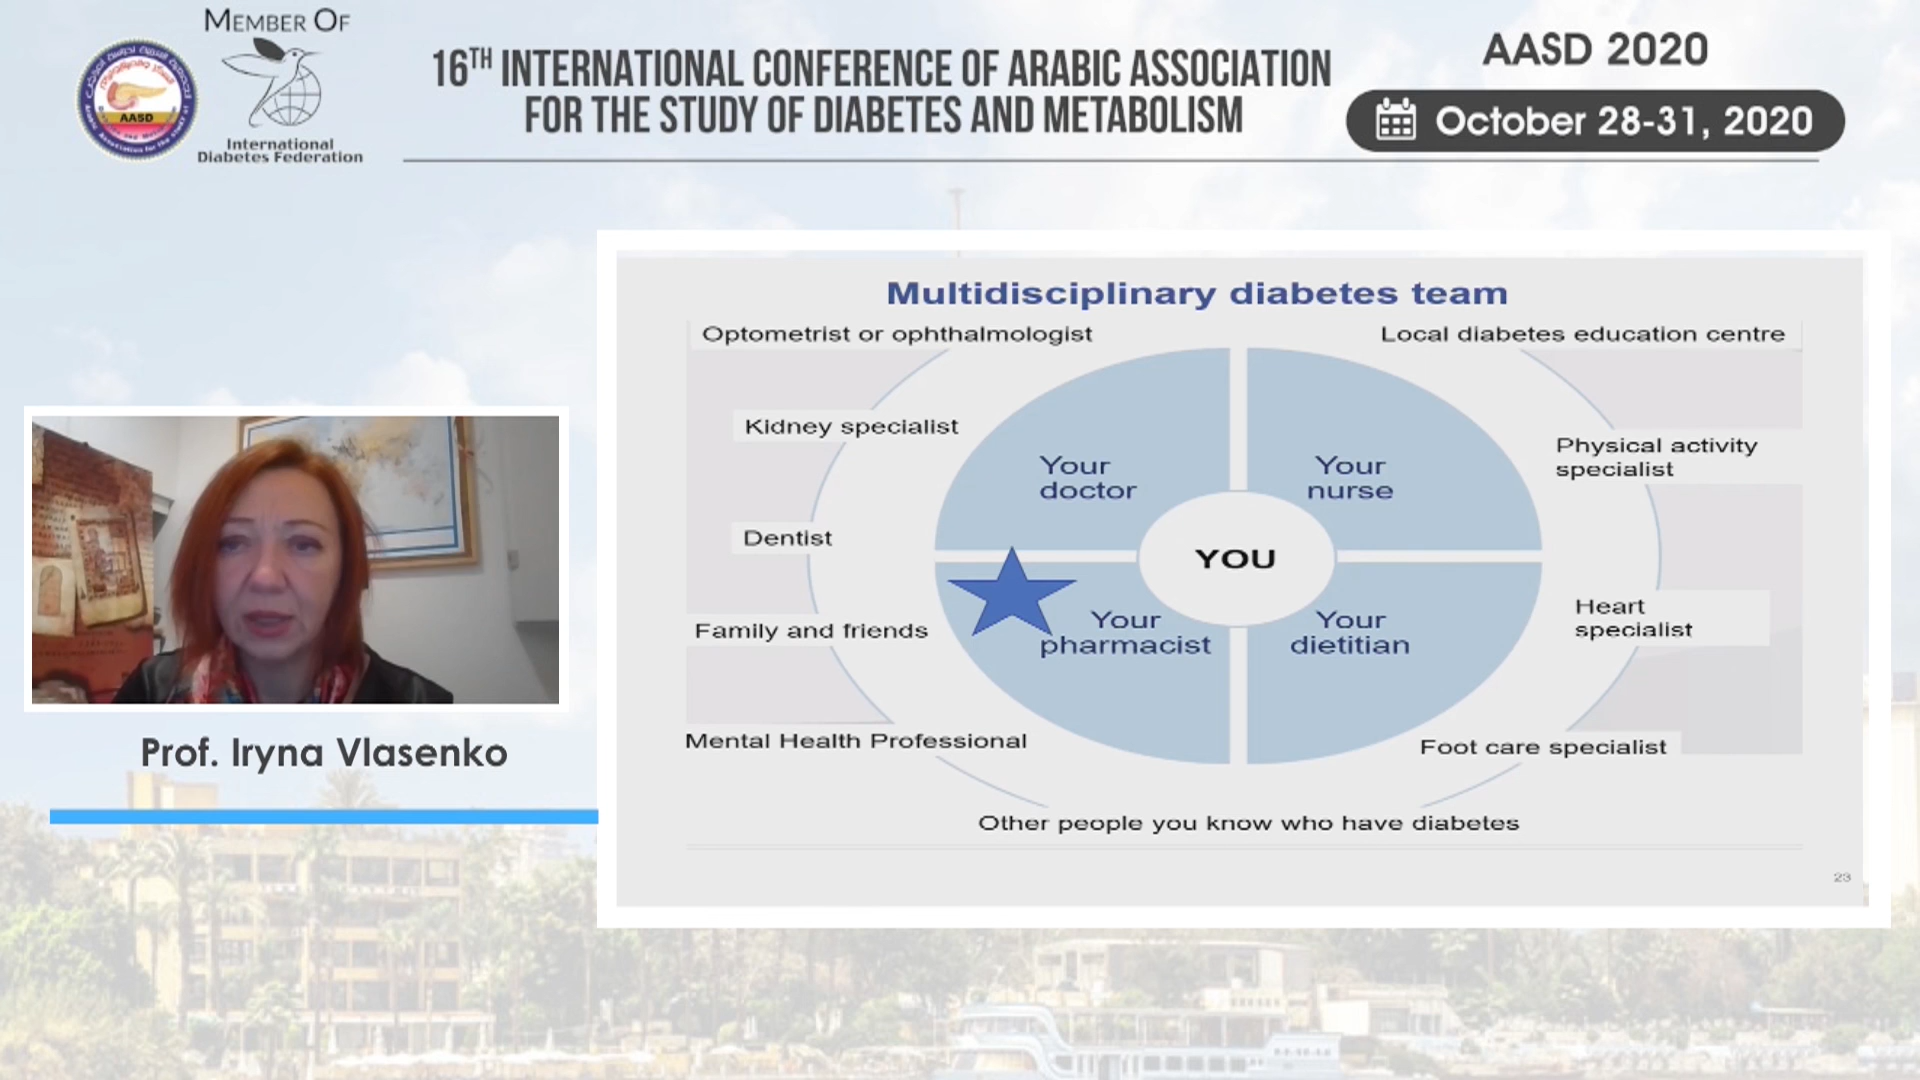 MEMBER OF
AASD
International
Diabetes Federation
16TH INTERNATIONAL CONFERENCE OF ARABIC ASSOCIATION
FOR THE STUDY OF DIABETES AND METABOLISM
AASD 2020
October 28-31, 2020
Prof. Iryna Vlasenko
Multidisciplinary diabetes team
Optometrist or ophthalmologist
Local diabetes education centre
Kidney specialist
Physical activity
specialist
Your
doctor
Your
nurse
Dentist
YOU
Heart
specialist
Family and friends
Your
pharmacist
Your
dietitian
Mental Health Professional
Foot care specialist
Other people you know who have diabetes
23